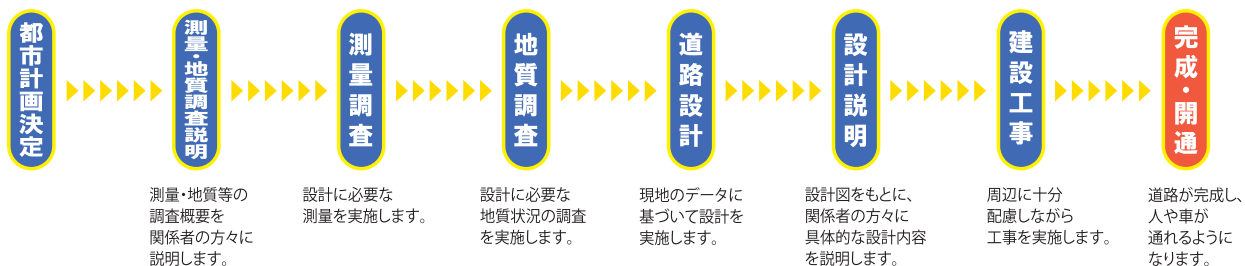 都市計画決定
測量・地質調査説明
測量・地質等の
調査概要を
関係者の方々に
説明します。
測量調査
設計に必要な
測量を実施します。
地質調査
設計に必要な
地質状況の調査
を実施します。
道路設計
現地のデータに
基づいて設計を
実施します。
設計説明
設計図をもとに、
関係者の方々に
具体的な設計内容
を説明します。
建設工事
周辺に十分
配慮しながら
工事を実施します。
完成・開通
道路が完成し、
人や車が
通れるように
なります。